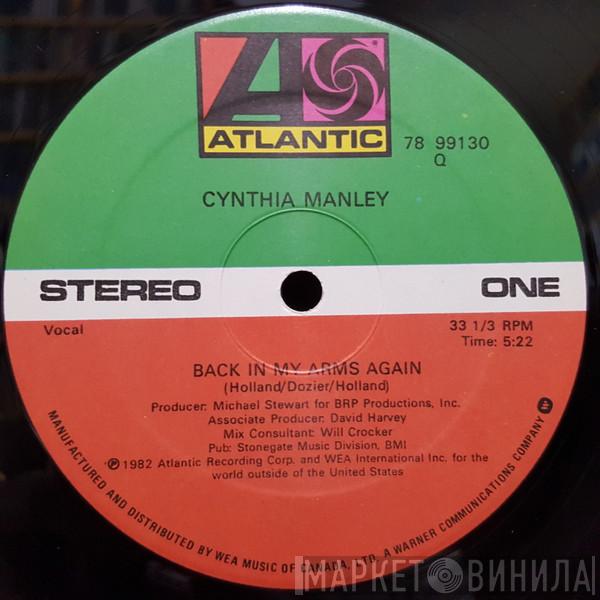 ATLANTIC
78 99130
Q
CYNTHIA MANLEY
STEREO
ONE
Vocal
33 1/3 RPM
Time: 5:22
BACK IN MY ARMS AGAIN
(Holland/Dozier/Holland)
Producer: Michael Stewart for BRP Productions, Inc.
Associate Producer: David Harvey
Mix Consultant: Will Crocker
Pub: Stonegate Music Division, BMI
℗1982 Atlantic Recording Corp. and WEA International Inc. for the
world outside of the United States
MANUFACTURED AND DISTRIBUTED BY WEA MUSIC OF CANADA, LTD. A WARNER COMMUNICATIONS COMPANY
МАРКЕТ ВИНИЛА